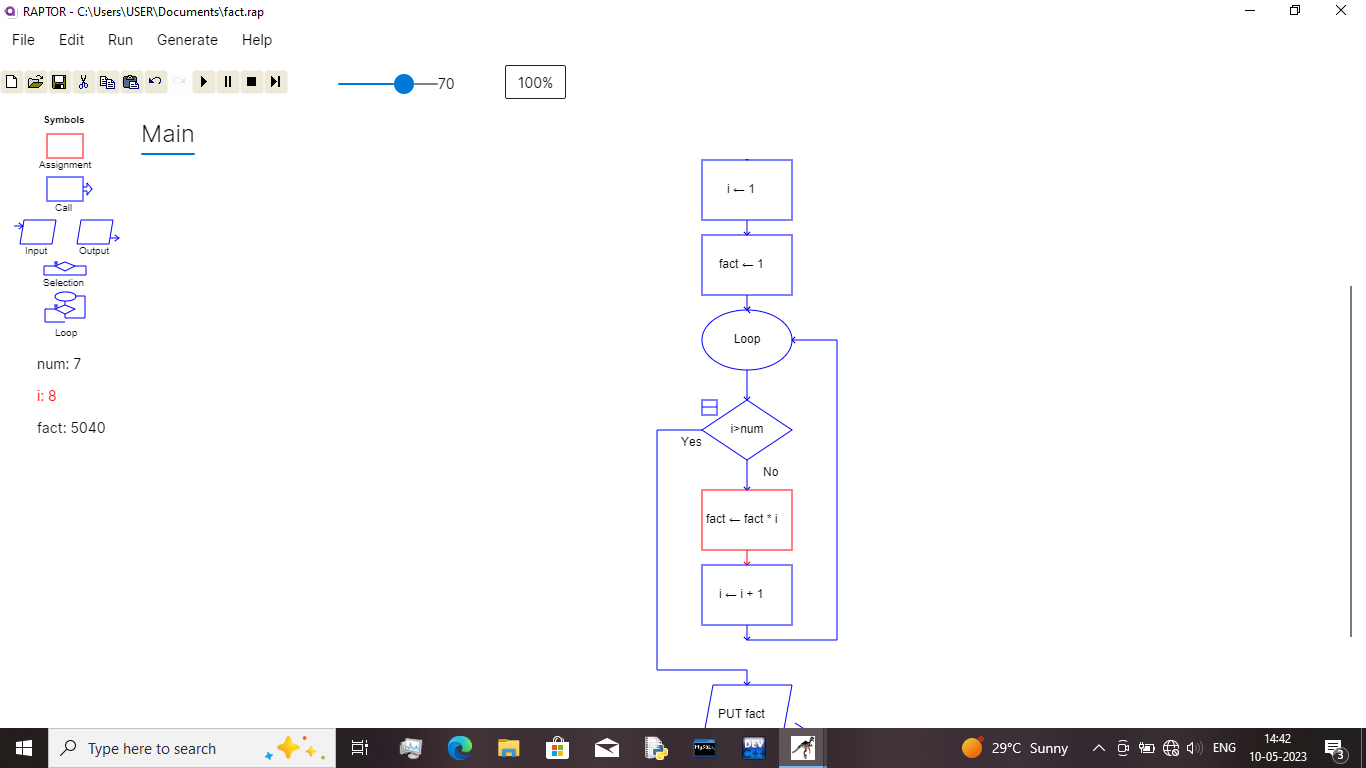 RAPTOR - C:\Users\USER\Documents\fact.rap
File Edit Run Generate Help
70 100%
Symbols
Assignment
Call
Input Output
Selection
Loop
num: 7
i: 8
fact: 5040
Main
i ← 1
fact ← 1
Loop
i>num
Yes
No
fact ← fact * i
i ← i + 1
PUT fact
Type here to search
MySQL
DEV
29°C Sunny
ENG
14:42
10-05-2023
3